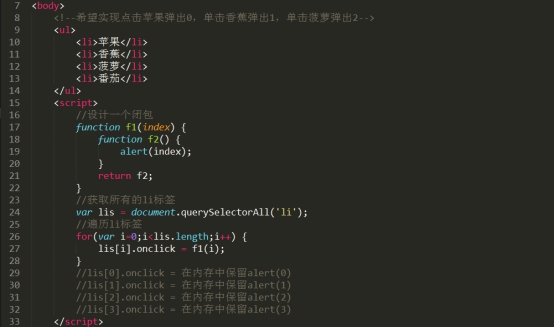 7 <body>
8 <!--希望实现点击苹果弹出0, 单击香蕉弹出1, 单击菠萝弹出2-->
9 <ul>
10 <li>苹果</li>
11 <li>香蕉</li>
12 <li>菠萝</li>
13 <li>番茄</li>
14 </ul>
15 <script>
16 //设计一个闭包
17 function f1(index) {
18 function f2() {
19 alert(index);
20 }
21 return f2;
22 }
23 //获取所有的li标签
24 var lis = document.querySelectorAll('li');
25 //遍历li标签
26 for(var i=0;i<lis.length;i++) {
27 lis[i].onclick = f1(i);
28 }
29 //lis[0].onclick = 在内存中保留alert(0)
30 //lis[1].onclick = 在内存中保留alert(1)
31 //lis[2].onclick = 在内存中保留alert(2)
32 //lis[3].onclick = 在内存中保留alert(3)
33 </script>